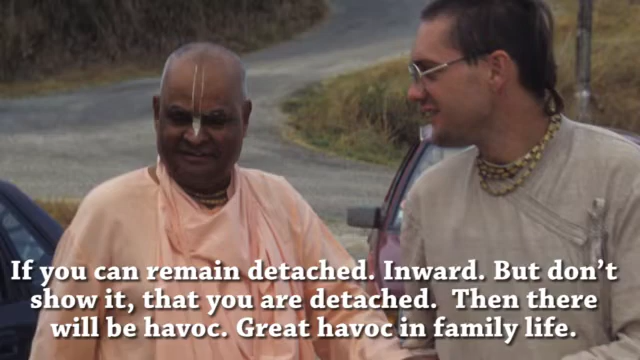 If you can remain detached. Inward. But don't
show it, that you are detached.  Then there
will be havoc. Great havoc in family life.